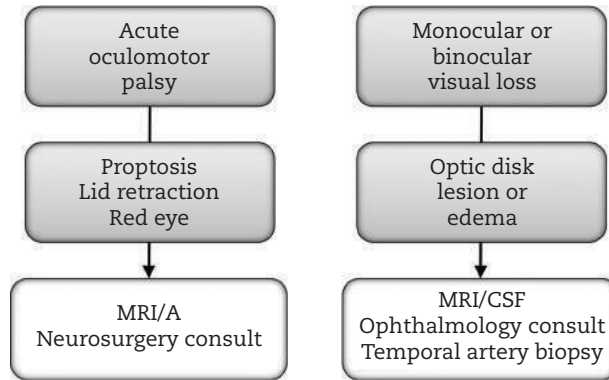 Acute
oculomotor
palsy
Proptosis
Lid retraction
Red eye
MRI/A
Neurosurgery consult
Monocular or
binocular
visual loss
Optic disk
lesion or
edema
MRI/CSF
Ophthalmology consult
Temporal artery biopsy